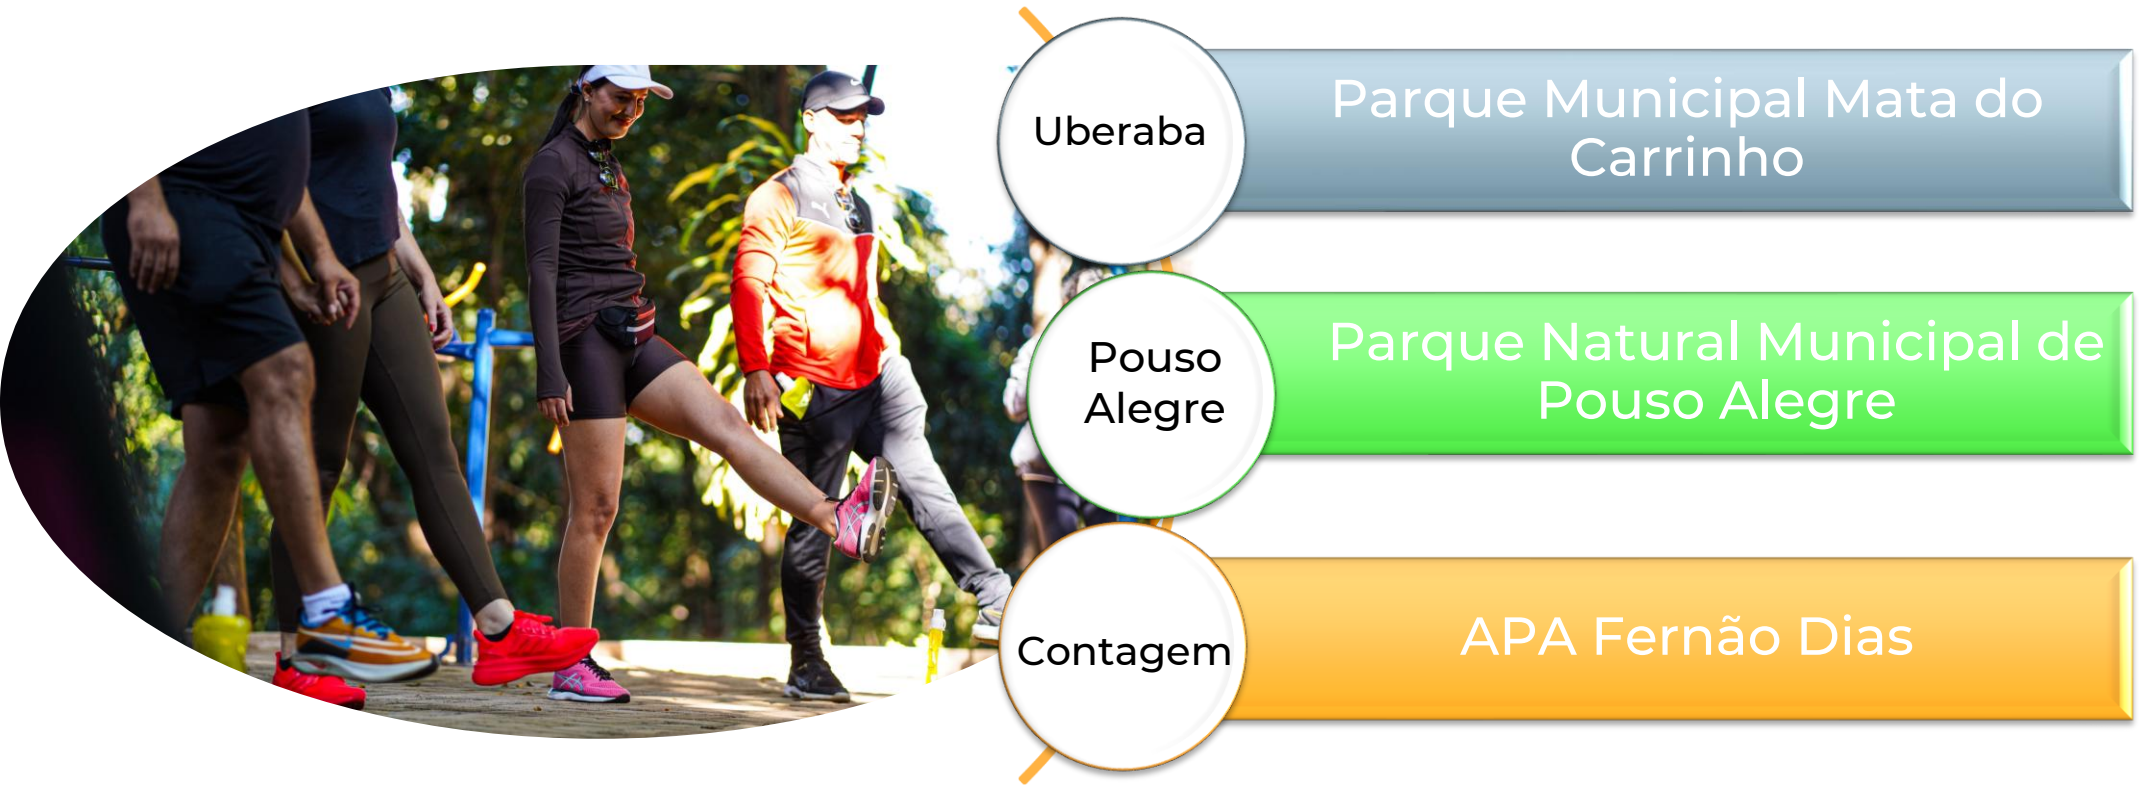 Uberaba
Parque Municipal Mata do
Carrinho
Pouso
Alegre
Parque Natural Municipal de
Pouso Alegre
Contagem
APA Fernão Dias